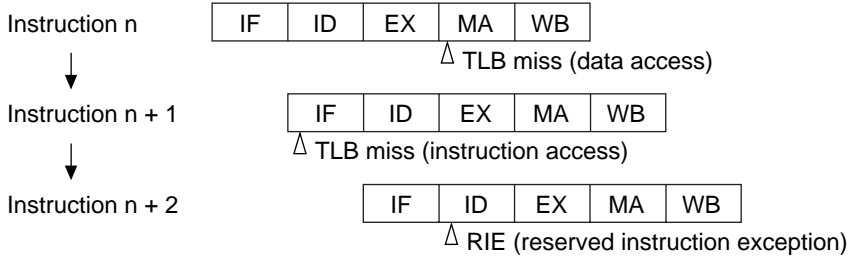 Instruction n IF ID EX MA WB
TLB miss (data access)
Instruction n + 1 IF ID EX MA WB
TLB miss (instruction access)
Instruction n + 2 IF ID EX MA WB
RIE (reserved instruction exception)